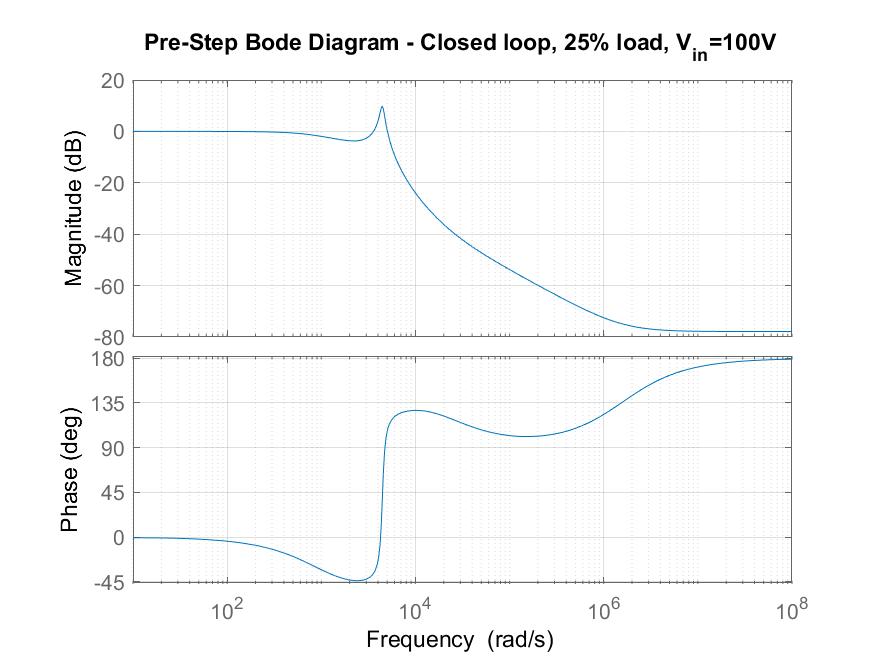 Pre-Step Bode Diagram - Closed loop, 25% load, V_in=100V
20
0
-20
-40
-60
-80
Magnitude (dB)
180
135
90
45
0
-45
Phase (deg)
10^2 10^4 10^6 10^8
Frequency (rad/s)